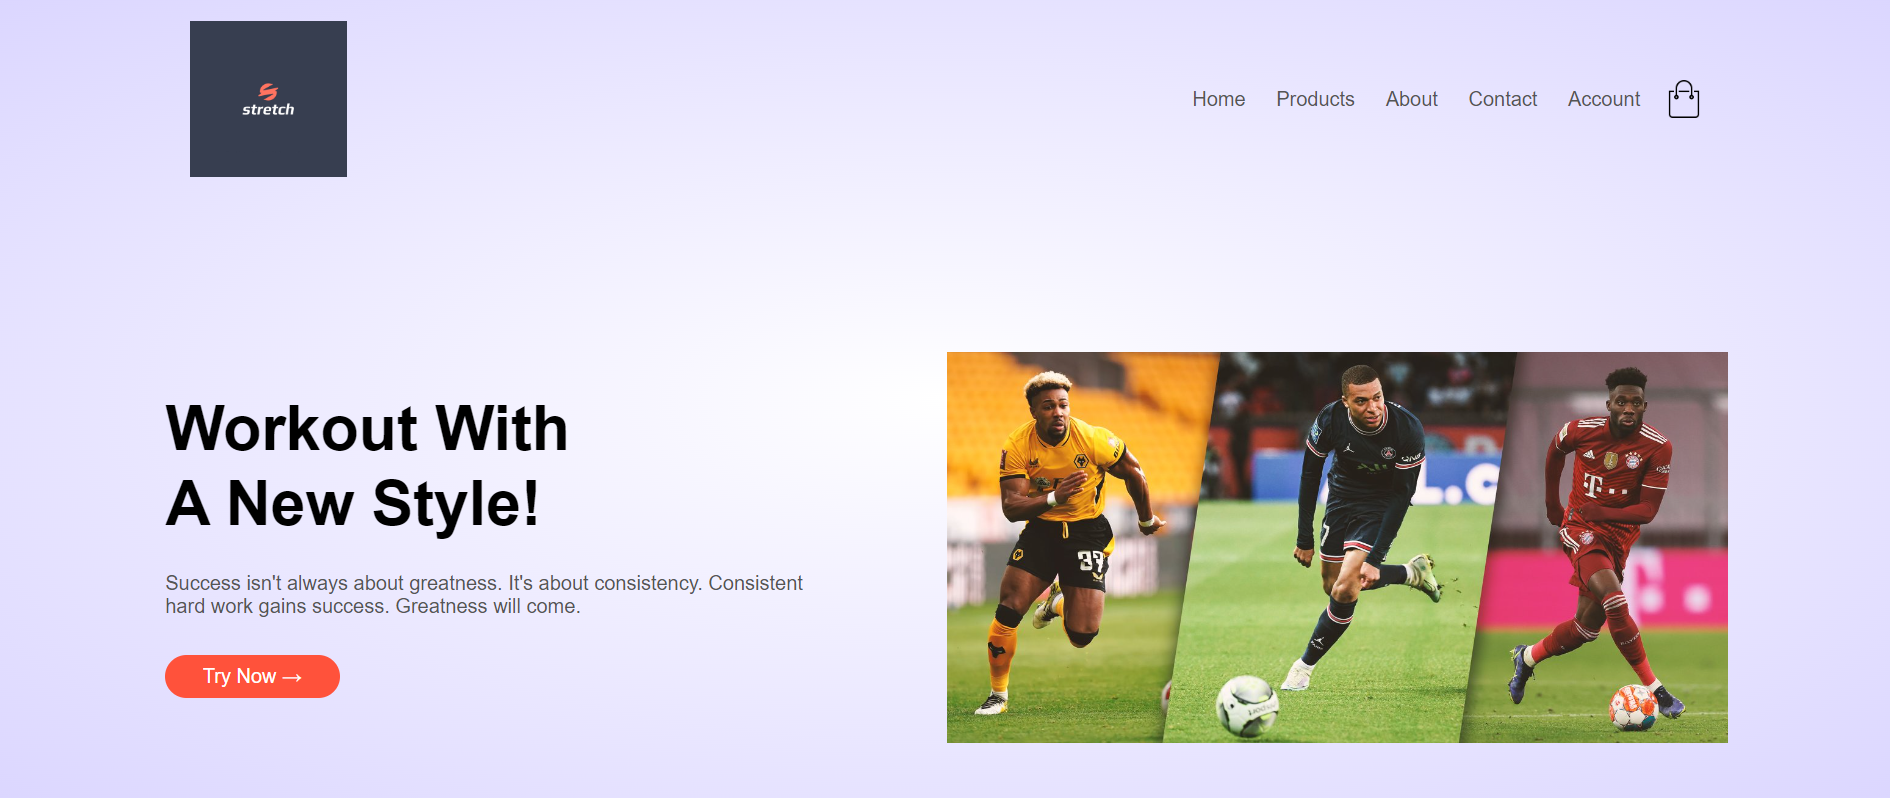 stretch
Home Products About Contact Account
Workout With
A New Style!
Success isn't always about greatness. It's about consistency. Consistent
hard work gains success. Greatness will come.
Try Now →
37
L.C
T